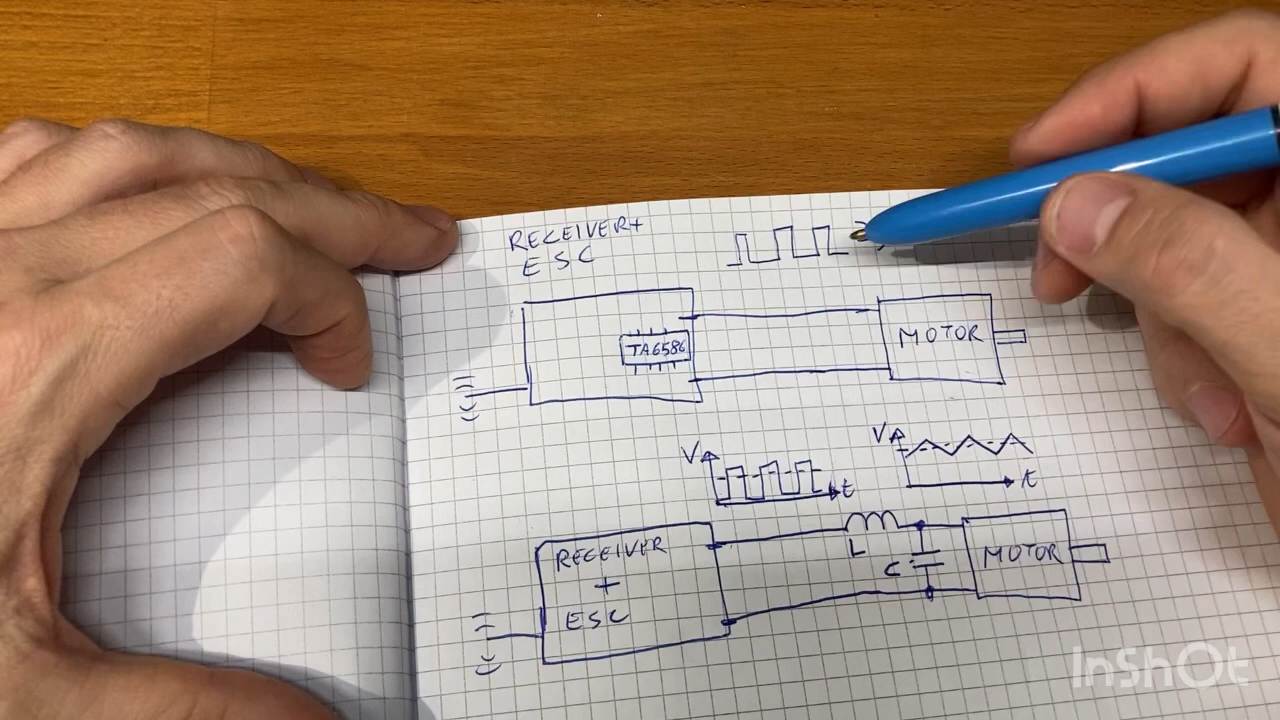 RECEIVER+
ESC
TA6586
MOTOR
V
t
V
t
RECEIVER
+
ESC
L
C
MOTOR
InShOt